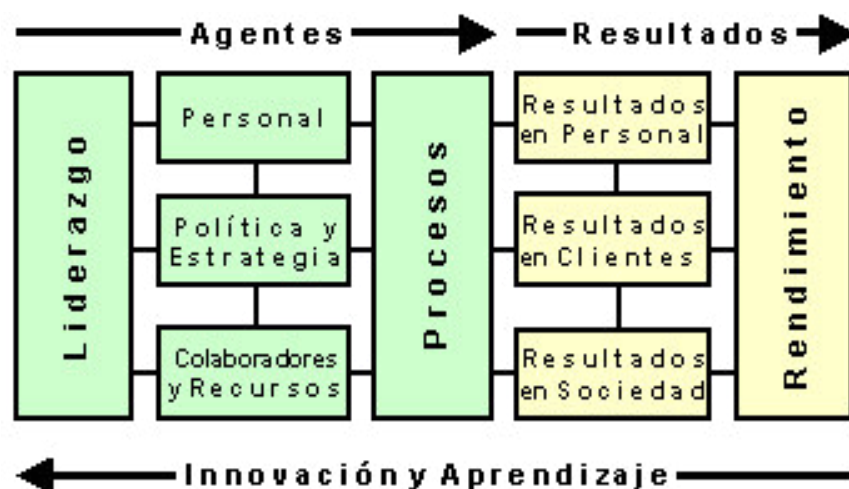 Agentes
Resultados
Liderazgo
Personal
Política y
Estrategia
Colaboradores
y Recursos
Procesos
Resultados
en Personal
Resultados
en Clientes
Resultados
en Sociedad
Rendimiento
Innovación y Aprendizaje